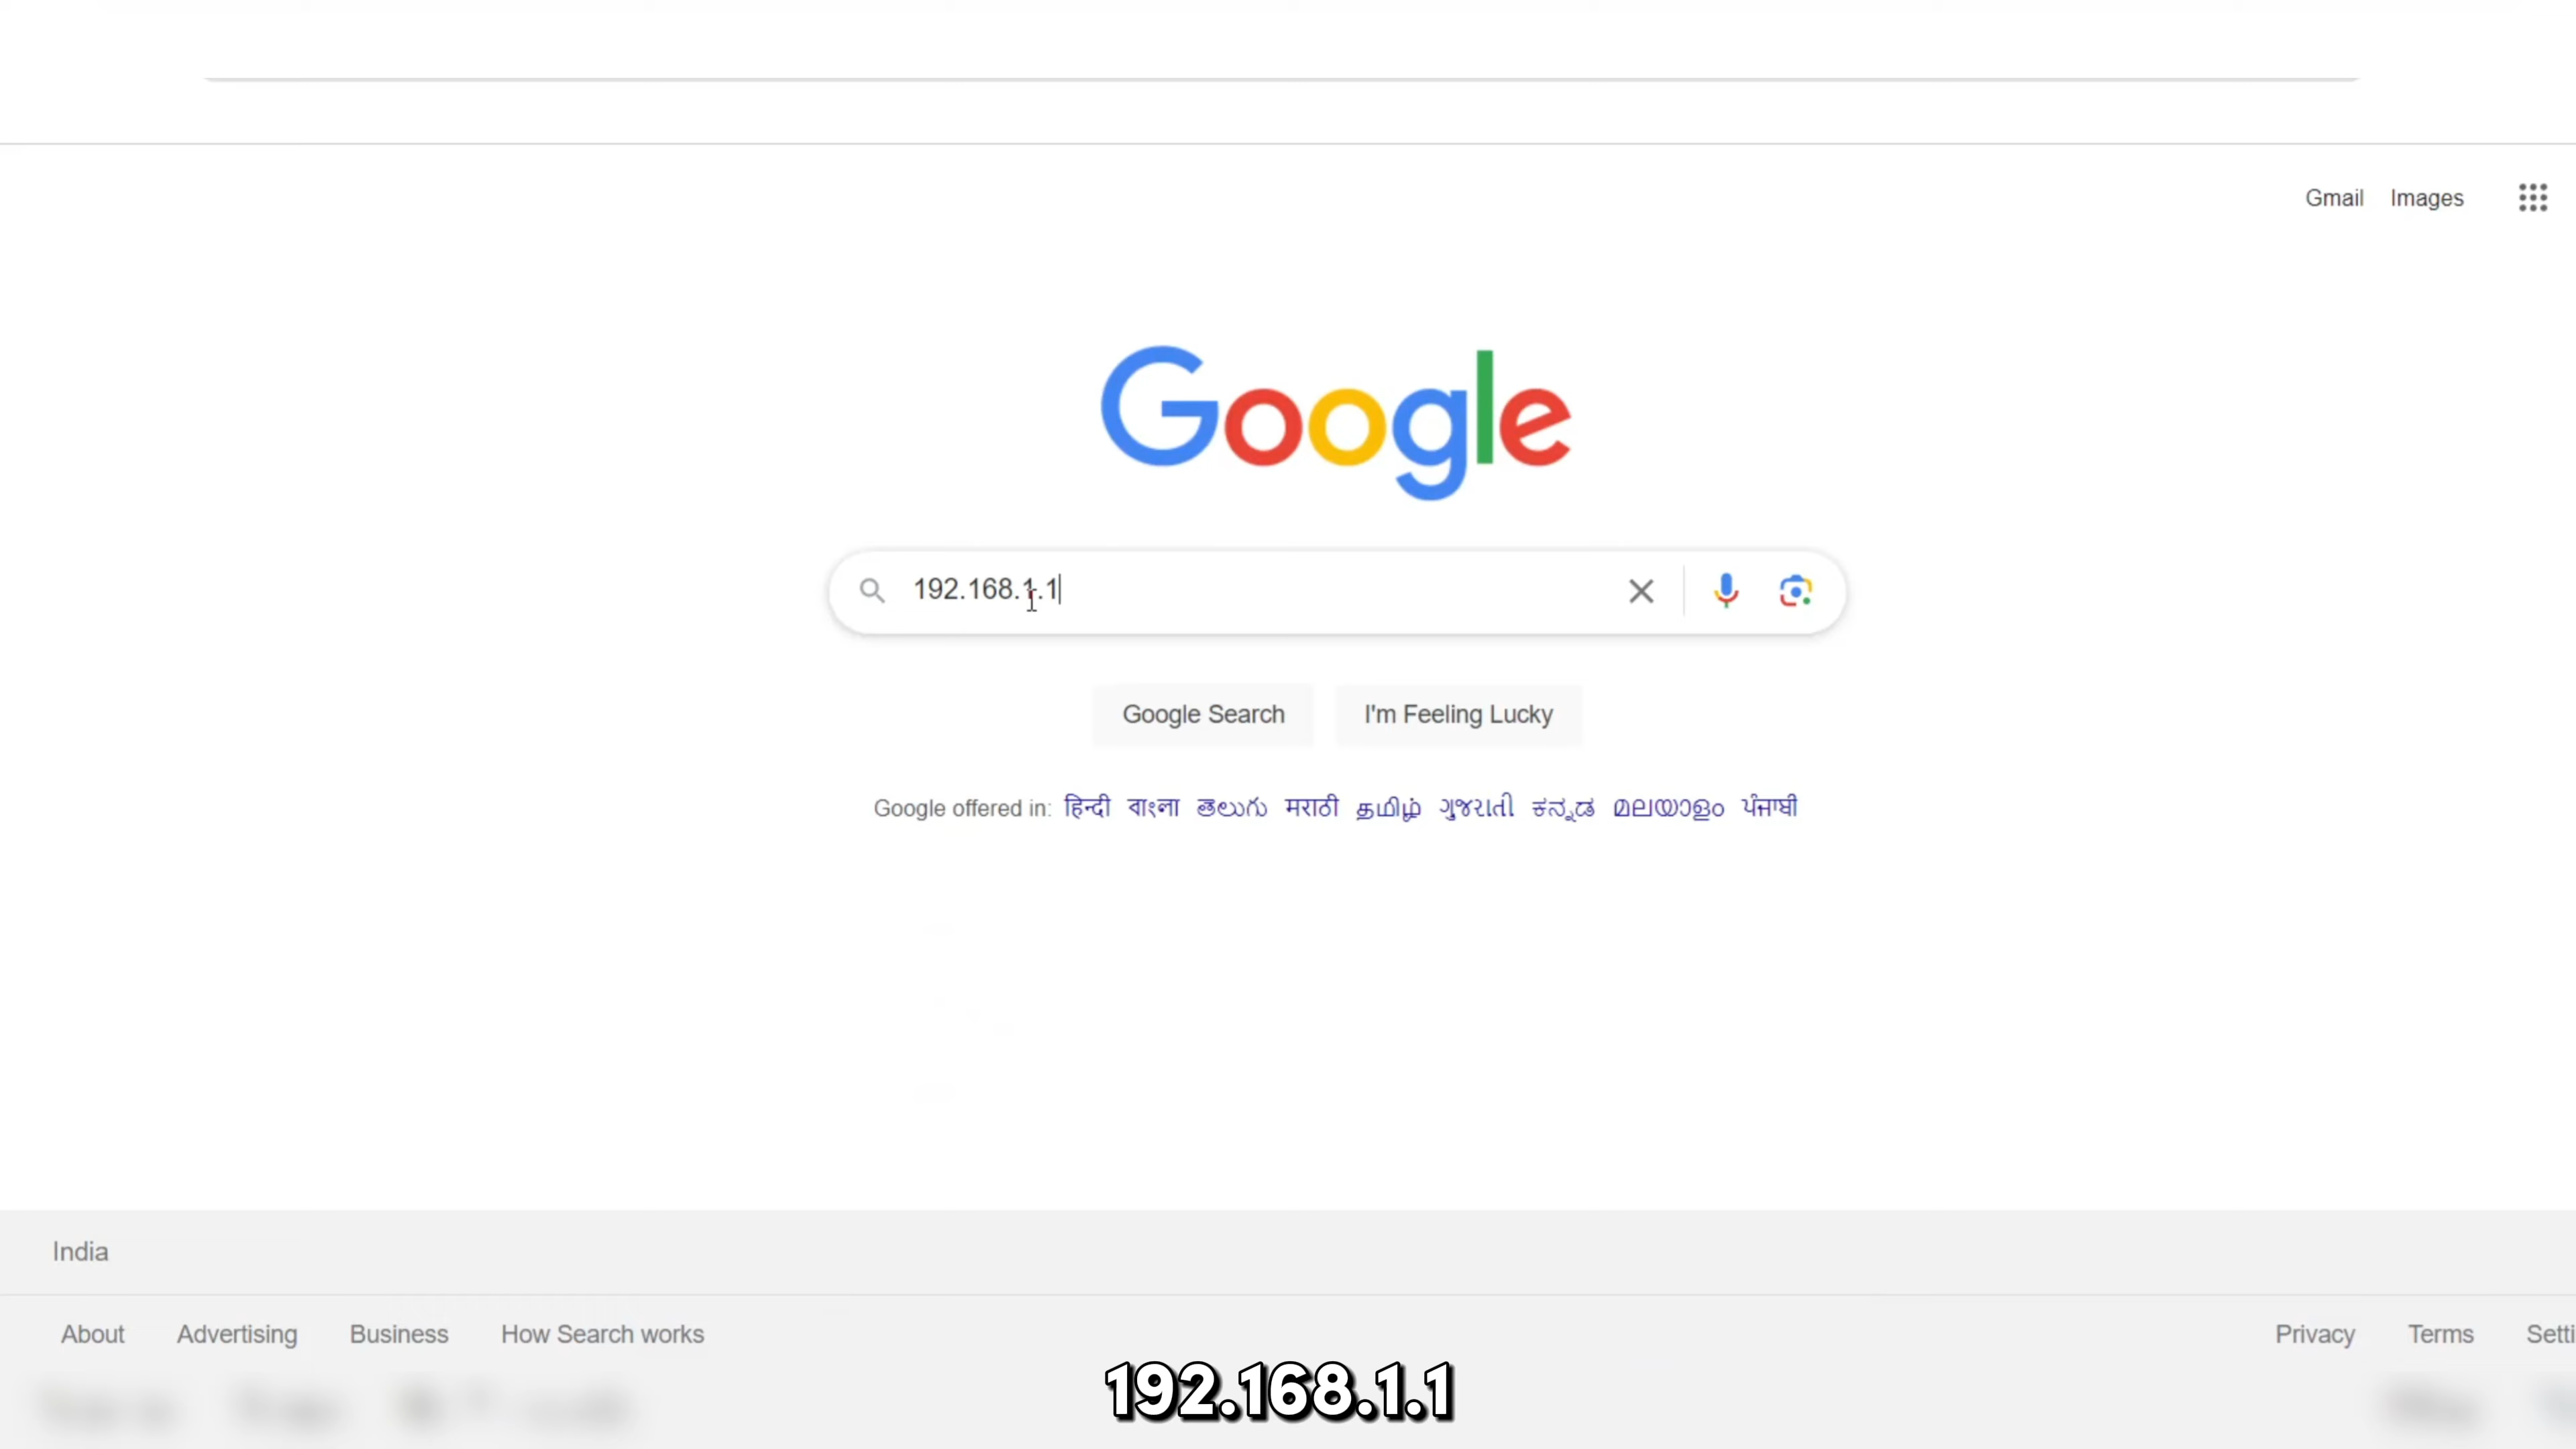 Gmail Images
Google
192.168.1.1
Google Search I'm Feeling Lucky
Google offered in: हिन्दी বাংলা తెలుగు मराठी தமிழ் ગુજરાતી ಕನ್ನಡ മലയാളം ਪੰਜਾਬੀ
India
About Advertising Business How Search works Privacy Terms Setti
192.168.1.1